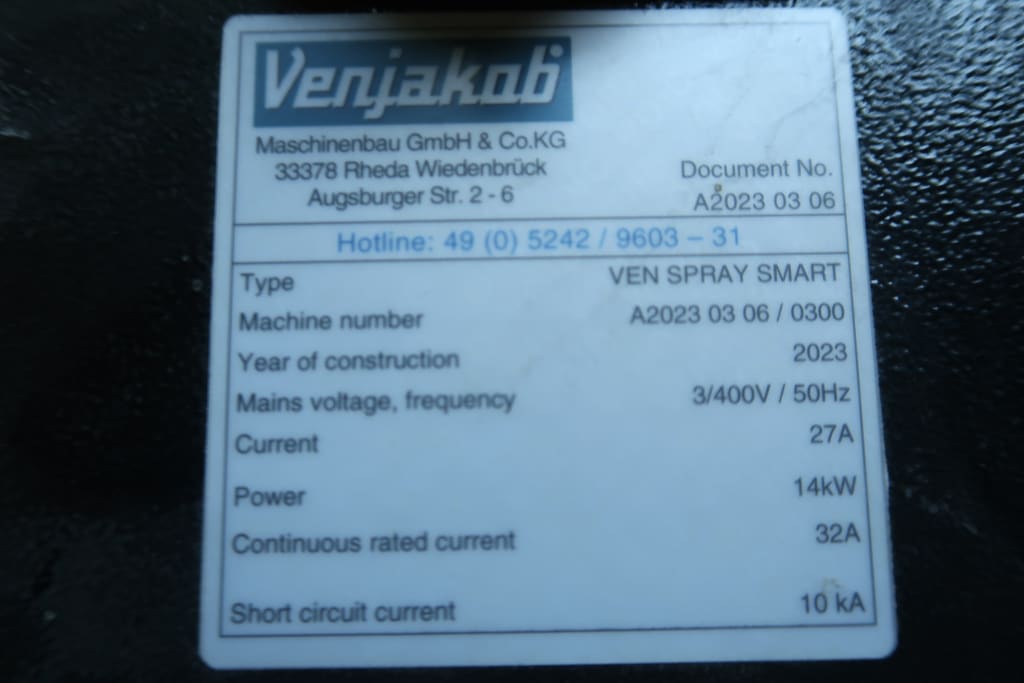 Venjakob
Maschinenbau GmbH & Co.KG
33378 Rheda Wiedenbrück
Augsburger Str. 2 - 6
Document No.
A2023 03 06
Hotline: 49 (0) 5242 / 9603 – 31
Type VEN SPRAY SMART
Machine number A2023 03 06 / 0300
Year of construction 2023
Mains voltage, frequency 3/400V / 50Hz
Current 27A
Power 14kW
Continuous rated current 32A
Short circuit current 10 kA